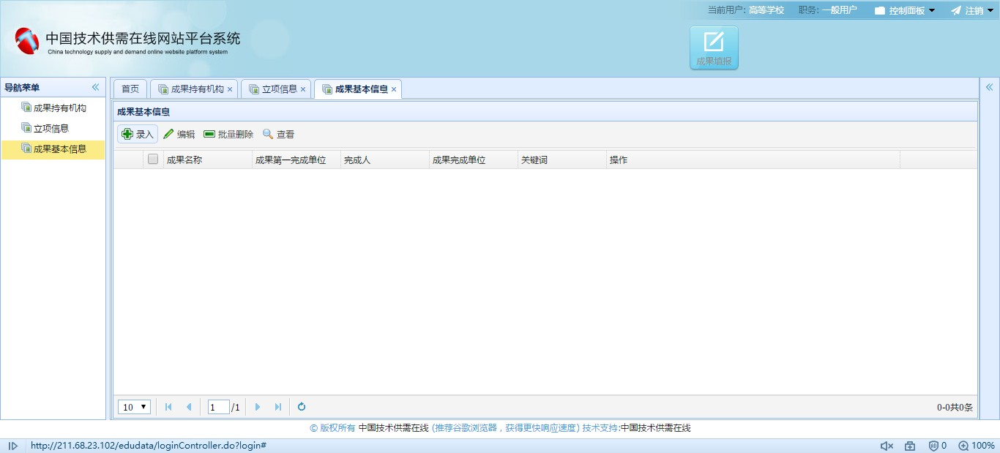 当前用户: 高等学校 职务: 一般用户 控制面板 注销
中国技术供需在线网站平台系统
China technology supply and demand online website platform system
成果填报
导航菜单
成果持有机构
立项信息
成果基本信息
首页 成果持有机构 立项信息 成果基本信息
成果基本信息
录入 编辑 批量删除 查看
成果名称 成果第一完成单位 完成人 成果完成单位 关键词 操作
10 1 /1 0-0共0条
© 版权所有 中国技术供需在线 (推荐谷歌浏览器，获得更快响应速度) 技术支持:中国技术供需在线
http://211.68.23.102/edudata/loginController.do?login# 0 100%